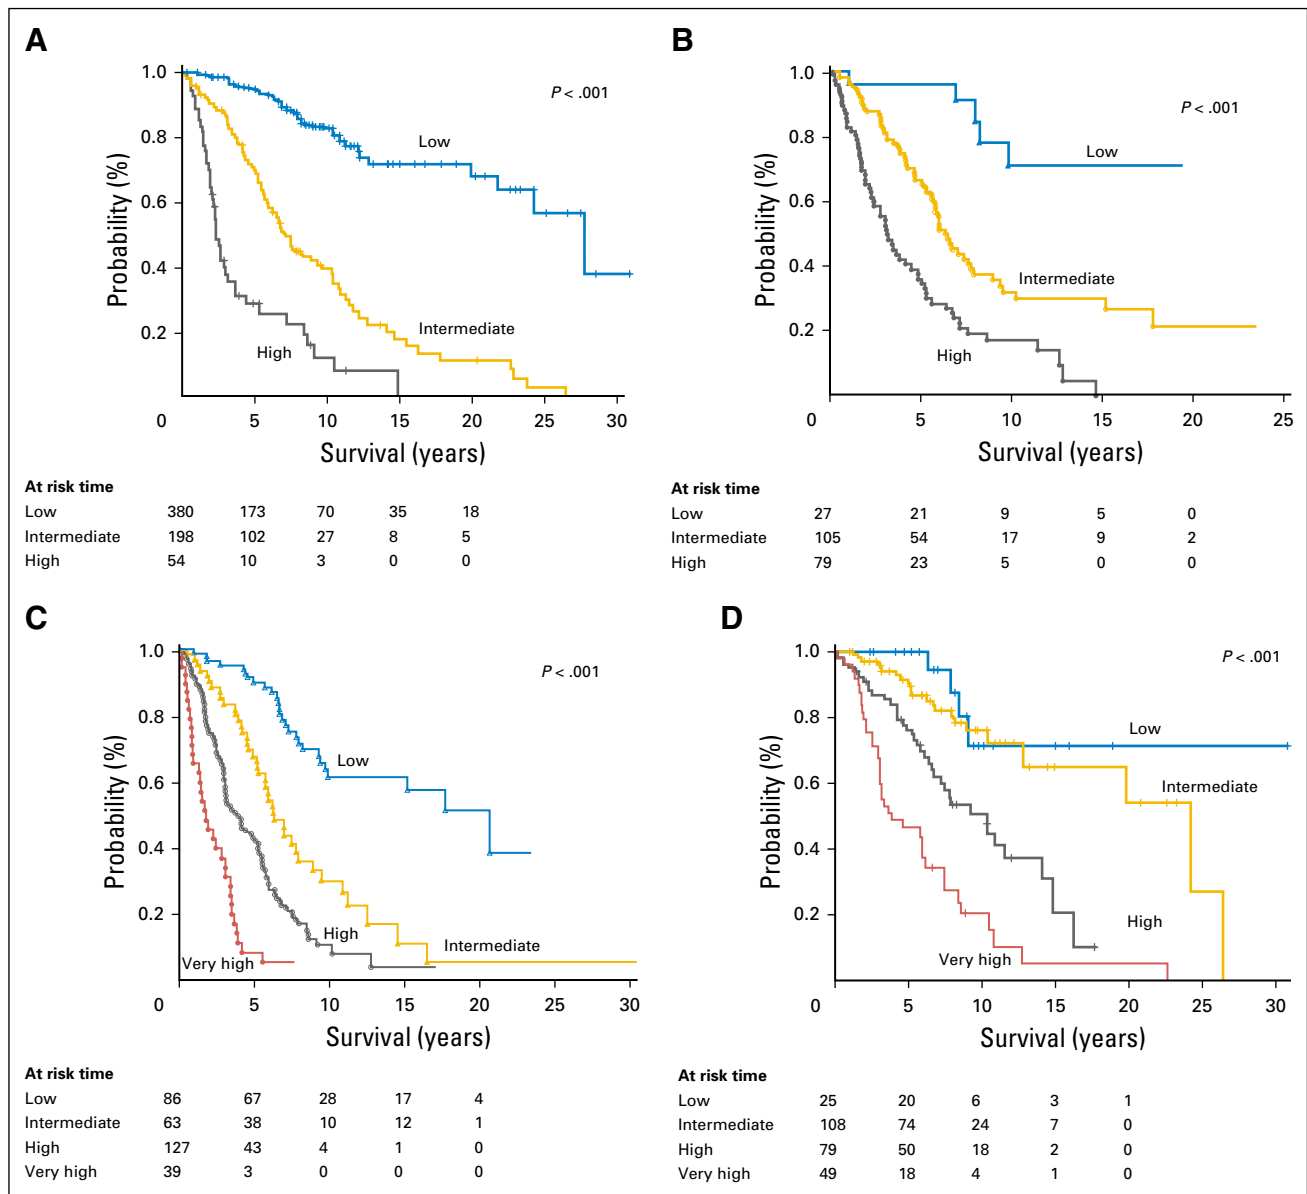 A
1.0
0.8
0.6
0.4
0.2
Probability (%)
P < .001
Low
Intermediate
High
0 5 10 15 20 25 30
Survival (years)
At risk time
Low 380 173 70 35 18
Intermediate 198 102 27 8 5
High 54 10 3 0 0
B
1.0
0.8
0.6
0.4
0.2
Probability (%)
P < .001
Low
Intermediate
High
0 5 10 15 20 25
Survival (years)
At risk time
Low 27 21 9 5 0
Intermediate 105 54 17 9 2
High 79 23 5 0 0
C
1.0
0.8
0.6
0.4
0.2
Probability (%)
P < .001
Low
High
Intermediate
Very high
0 5 10 15 20 25 30
Survival (years)
At risk time
Low 86 67 28 17 4
Intermediate 63 38 10 12 1
High 127 43 4 1 0
Very high 39 3 0 0 0
D
1.0
0.8
0.6
0.4
0.2
Probability (%)
P < .001
Low
Intermediate
High
Very high
0 5 10 15 20 25 30
Survival (years)
At risk time
Low 25 20 6 3 1
Intermediate 108 74 24 7 0
High 79 50 18 2 0
Very high 49 18 4 1 0